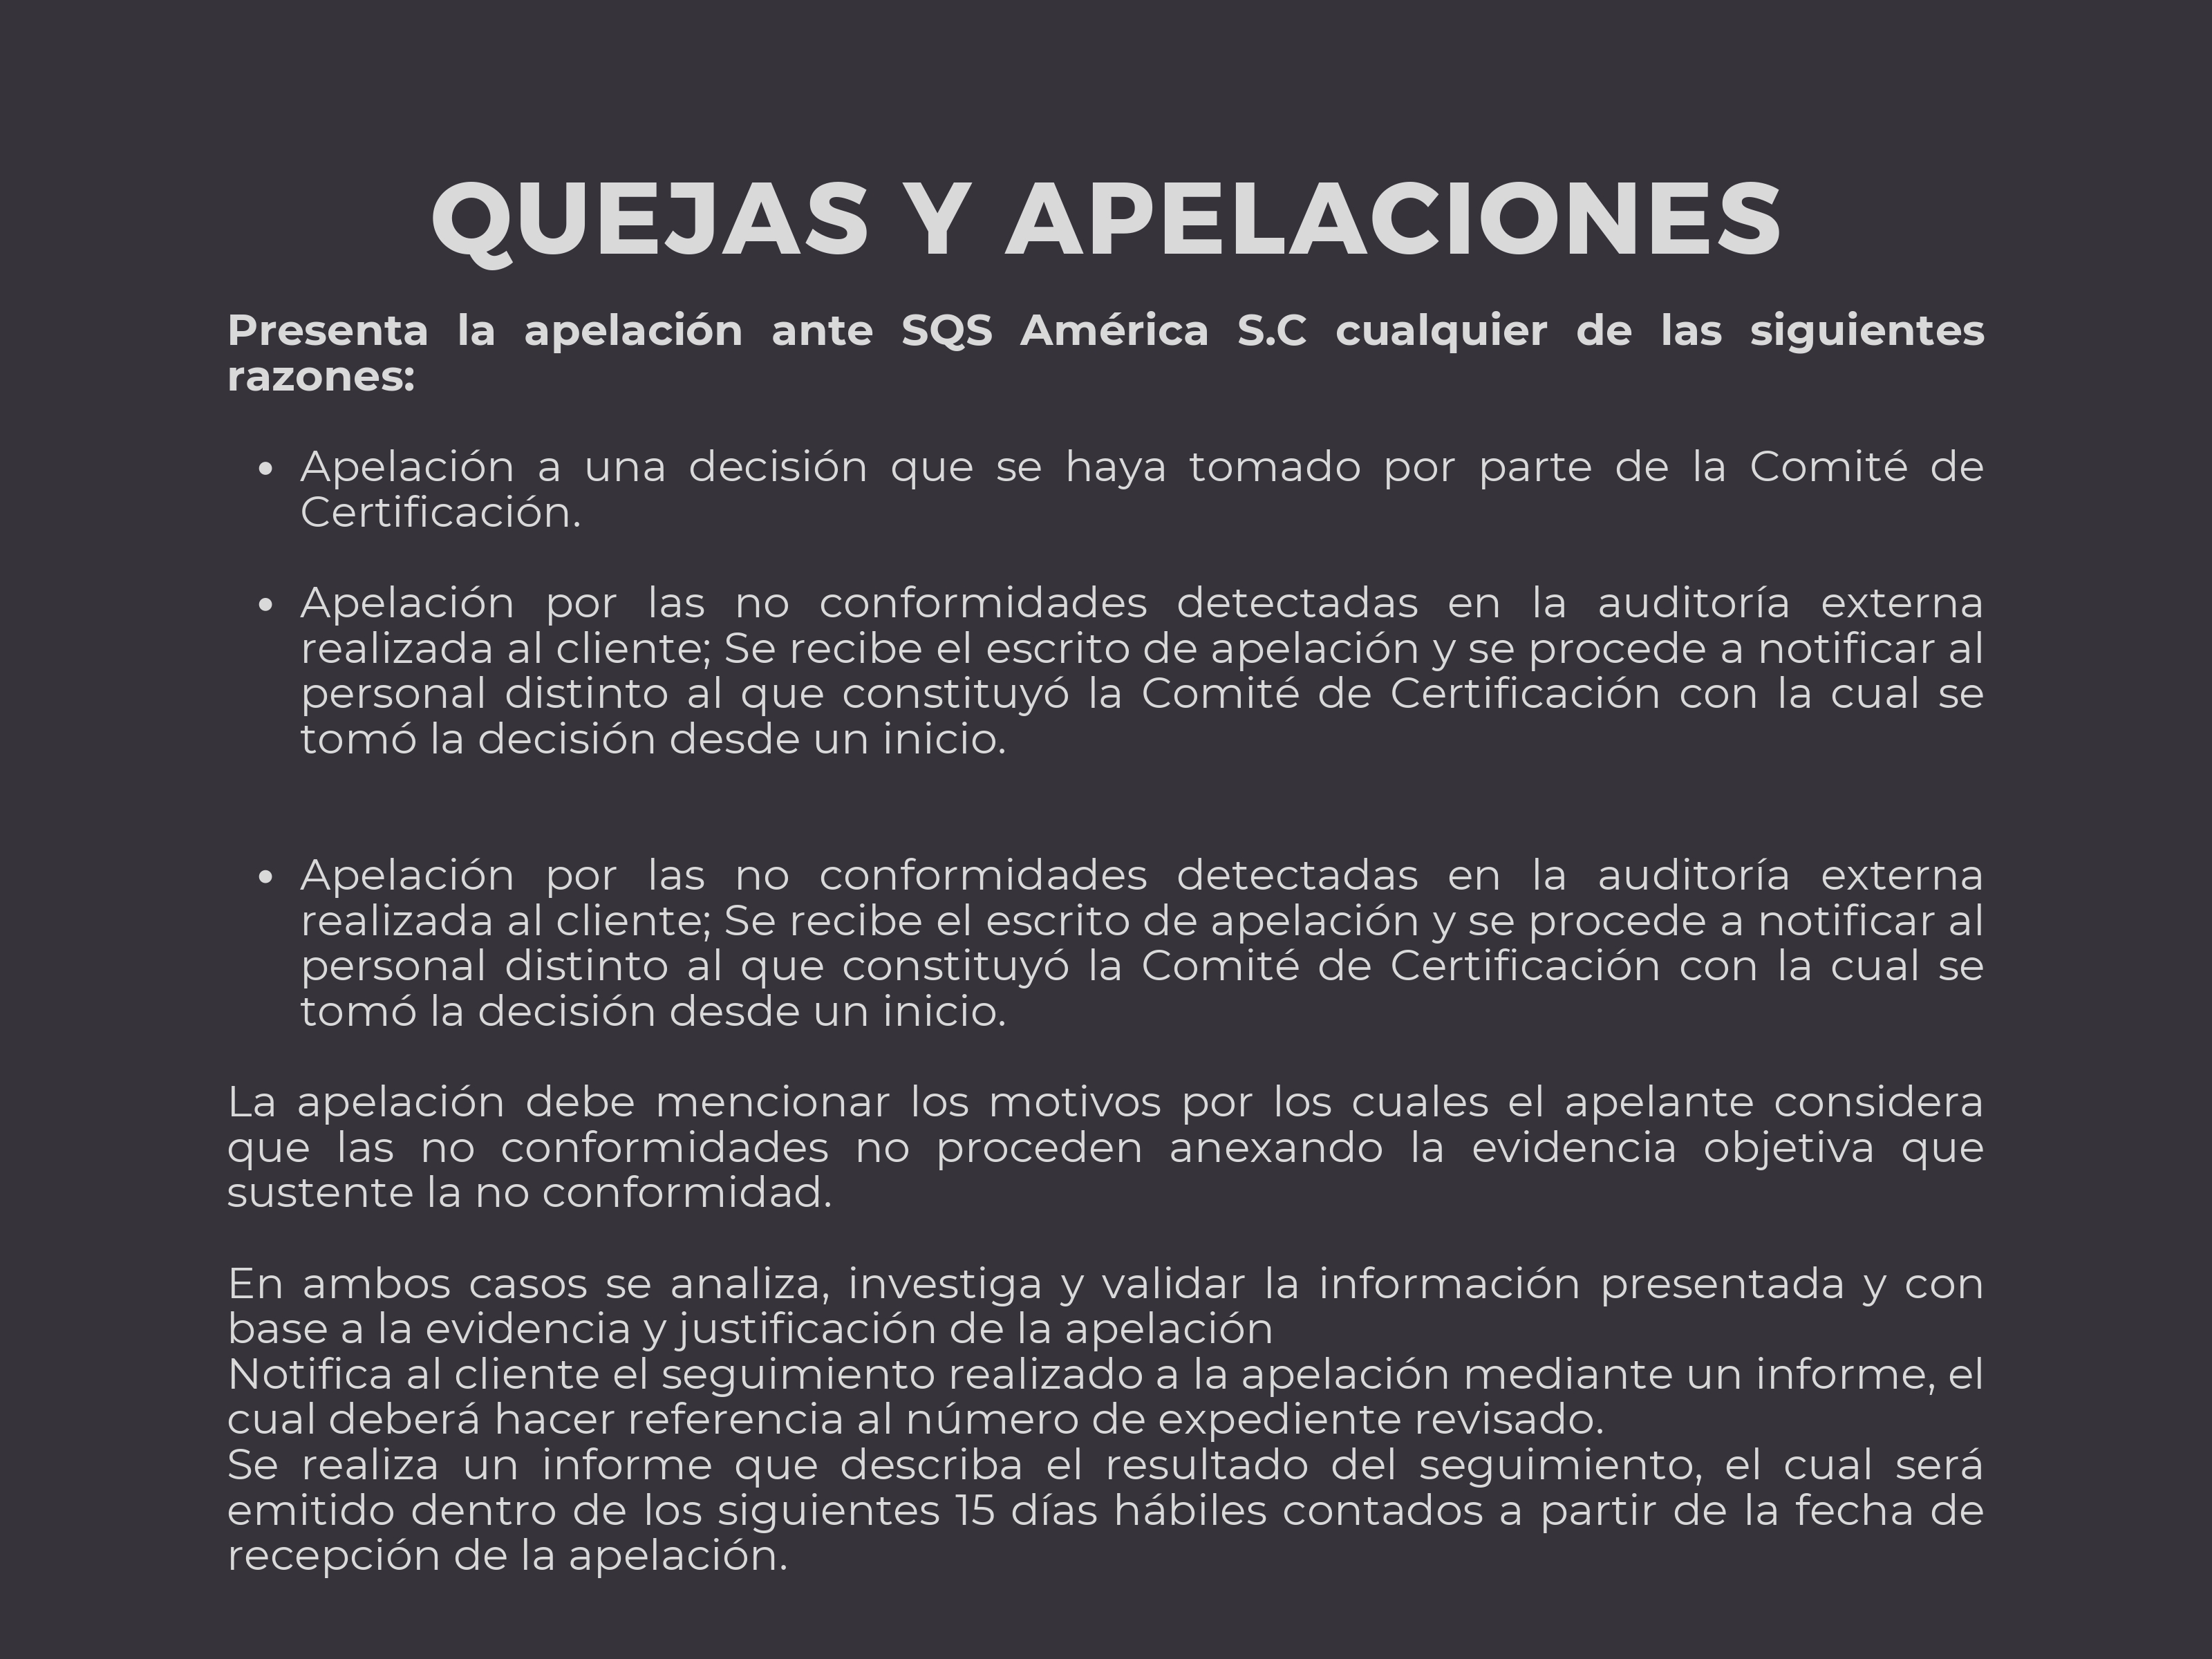 QUEJAS Y APELACIONES
Presenta la apelación ante SQS América S.C cualquier de las siguientes
razones:
• Apelación a una decisión que se haya tomado por parte de la Comité de
Certificación.
• Apelación por las no conformidades detectadas en la auditoría externa
realizada al cliente; Se recibe el escrito de apelación y se procede a notificar al
personal distinto al que constituyó la Comité de Certificación con la cual se
tomó la decisión desde un inicio.
• Apelación por las no conformidades detectadas en la auditoría externa
realizada al cliente; Se recibe el escrito de apelación y se procede a notificar al
personal distinto al que constituyó la Comité de Certificación con la cual se
tomó la decisión desde un inicio.
La apelación debe mencionar los motivos por los cuales el apelante considera
que las no conformidades no proceden anexando la evidencia objetiva que
sustente la no conformidad.
En ambos casos se analiza, investiga y validar la información presentada y con
base a la evidencia y justificación de la apelación
Notifica al cliente el seguimiento realizado a la apelación mediante un informe, el
cual deberá hacer referencia al número de expediente revisado.
Se realiza un informe que describa el resultado del seguimiento, el cual será
emitido dentro de los siguientes 15 días hábiles contados a partir de la fecha de
recepción de la apelación.